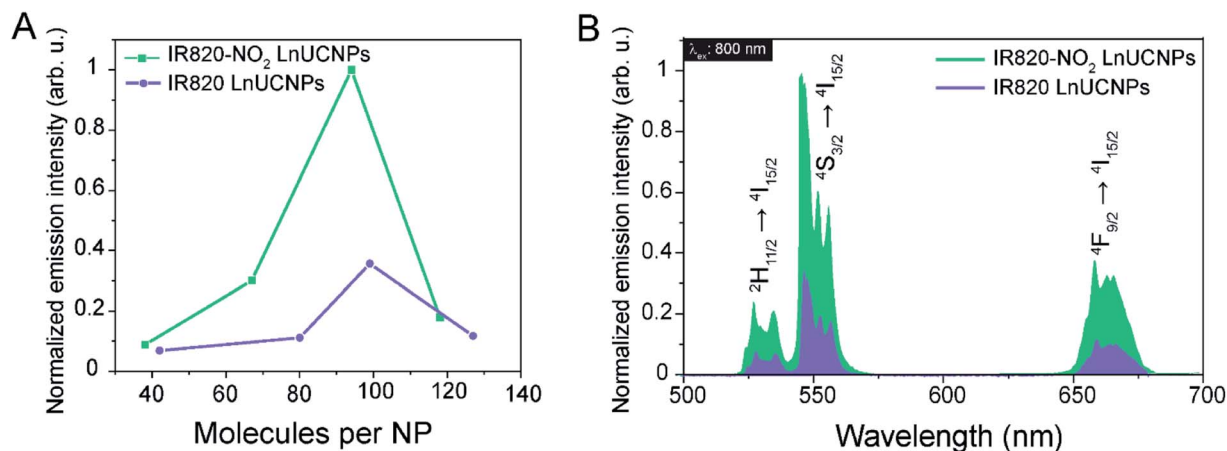 A
Normalized emission intensity (arb. u.)
1
0.8
0.6
0.4
0.2
0
IR820-NO₂ LnUCNPs
IR820 LnUCNPs
40
60
80
100
120
140
Molecules per NP
B
Normalized emission intensity (arb. u.)
1
0.8
0.6
0.4
0.2
0
λex: 800 nm
IR820-NO₂ LnUCNPs
IR820 LnUCNPs
²H₁₁/₂ → ⁴I₁₅/₂
⁴S₃/₂ → ⁴I₁₅/₂
⁴F₉/₂ → ⁴I₁₅/₂
500
550
600
650
700
Wavelength (nm)